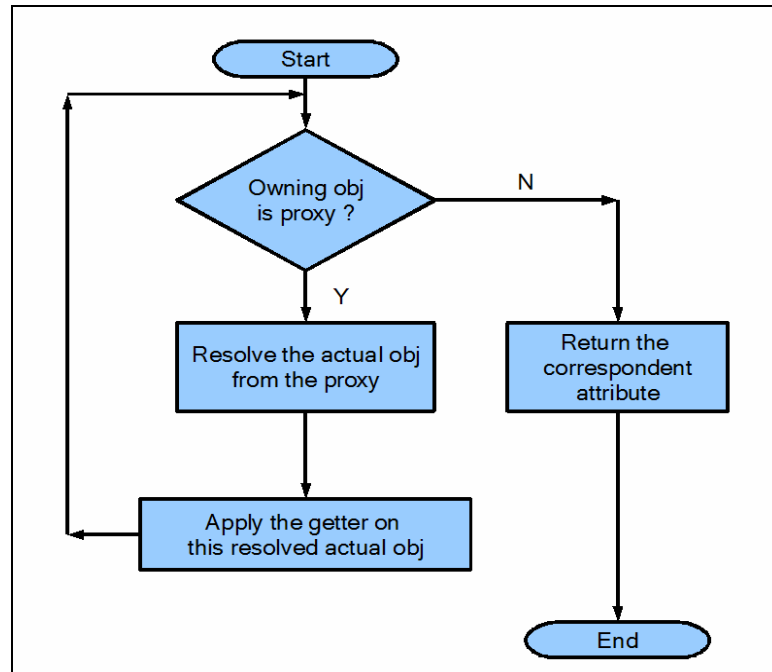 Start
Owning obj
is proxy ?
N
Y
Resolve the actual obj
from the proxy
Return the
correspondent
attribute
Apply the getter on
this resolved actual obj
End